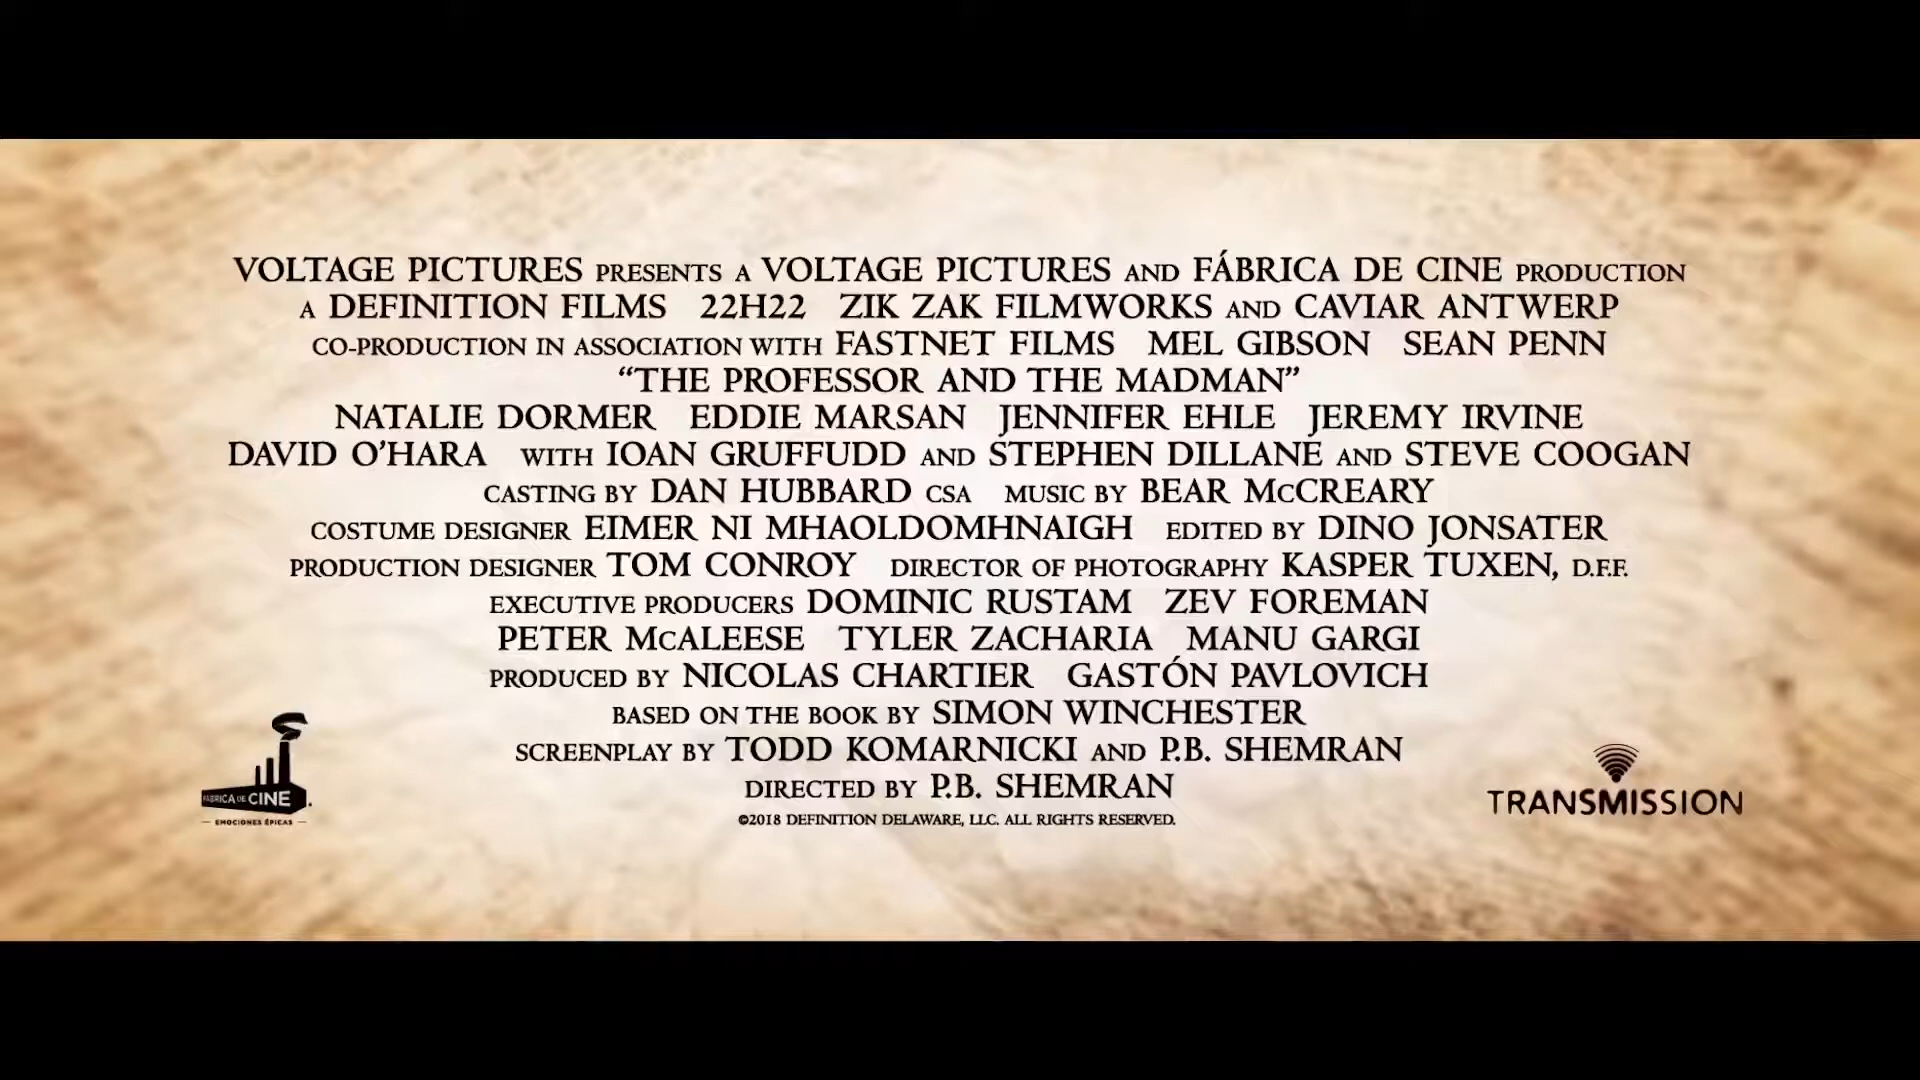 VOLTAGE PICTURES PRESENTS A VOLTAGE PICTURES AND FÁBRICA DE CINE PRODUCTION
A DEFINITION FILMS 22H22 ZIK ZAK FILMWORKS AND CAVIAR ANTWERP
CO-PRODUCTION IN ASSOCIATION WITH FASTNET FILMS MEL GIBSON SEAN PENN
“THE PROFESSOR AND THE MADMAN”
NATALIE DORMER EDDIE MARSAN JENNIFER EHLE JEREMY IRVINE
DAVID O’HARA WITH IOAN GRUFFUDD AND STEPHEN DILLANE AND STEVE COOGAN
CASTING BY DAN HUBBARD CSA MUSIC BY BEAR McCREARY
COSTUME DESIGNER EIMER NI MHAOLDOMHNAIGH EDITED BY DINO JONSATER
PRODUCTION DESIGNER TOM CONROY DIRECTOR OF PHOTOGRAPHY KASPER TUXEN, D.F.F.
EXECUTIVE PRODUCERS DOMINIC RUSTAM ZEV FOREMAN
PETER McALEESE TYLER ZACHARIA MANU GARGI
PRODUCED BY NICOLAS CHARTIER GASTÓN PAVLOVICH
BASED ON THE BOOK BY SIMON WINCHESTER
SCREENPLAY BY TODD KOMARNICKI AND P.B. SHEMRAN
DIRECTED BY P.B. SHEMRAN
©2018 DEFINITION DELAWARE, LLC. ALL RIGHTS RESERVED.
FABRICA DE CINE
EMOCIONES ÉPICAS
TRANSMISSION